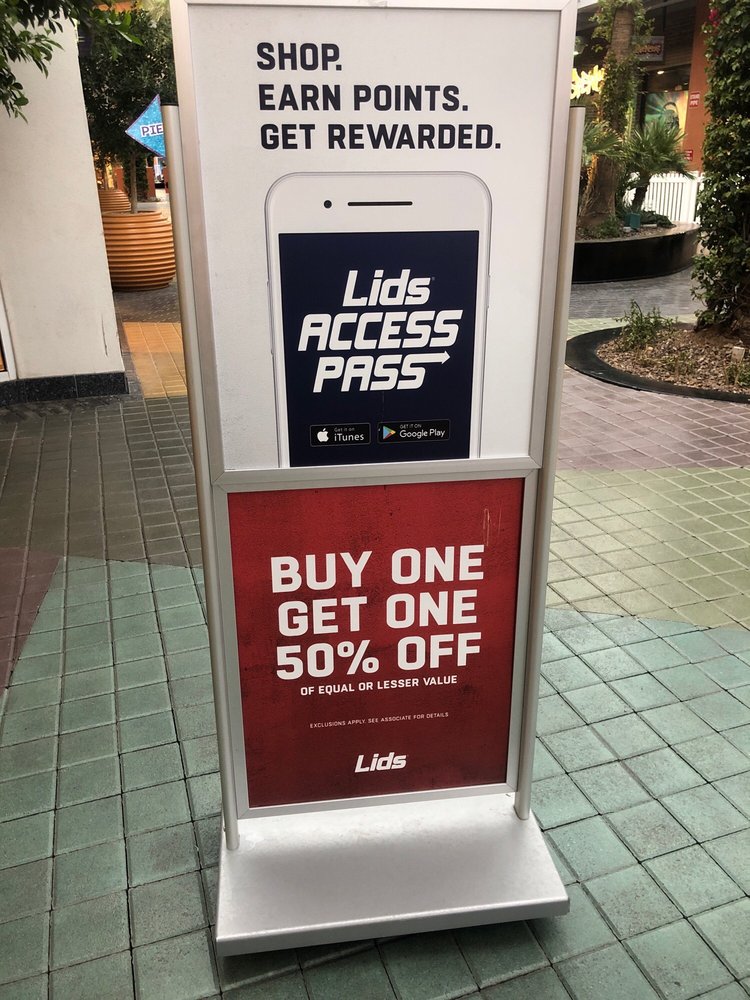 SHOP.
EARN POINTS.
GET REWARDED.
PIE
Lids
ACCESS
PASS
Get it on
iTunes
GET IT ON
Google Play
BUY ONE
GET ONE
50% OFF
OF EQUAL OR LESSER VALUE
EXCLUSIONS APPLY. SEE ASSOCIATE FOR DETAILS
Lids